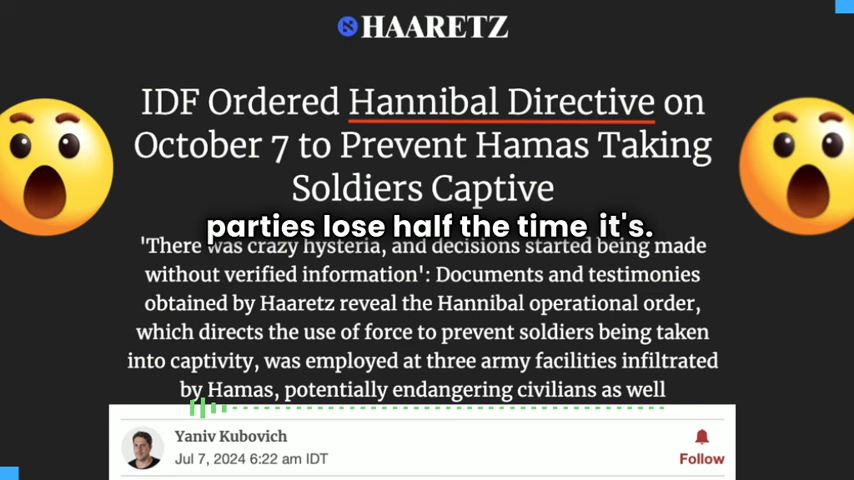 HAARETZ
IDF Ordered Hannibal Directive on
October 7 to Prevent Hamas Taking
Soldiers Captive
parties lose half the time it's.
'There was crazy hysteria, and decisions started being made
without verified information': Documents and testimonies
obtained by Haaretz reveal the Hannibal operational order,
which directs the use of force to prevent soldiers being taken
into captivity, was employed at three army facilities infiltrated
by Hamas, potentially endangering civilians as well
Yaniv Kubovich
Jul 7, 2024 6:22 am IDT
Follow